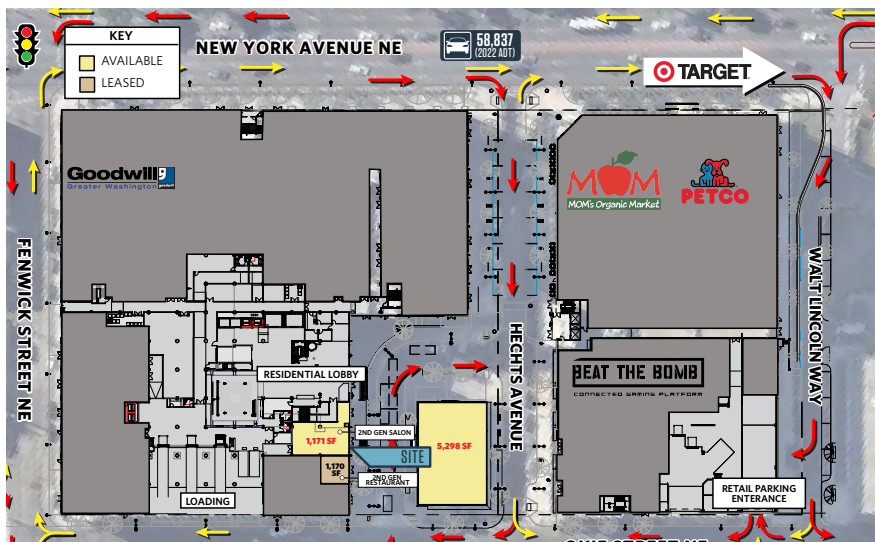 KEY
AVAILABLE
LEASED
NEW YORK AVENUE NE
58,837
(2022 ADT)
TARGET
Goodwill
Greater Washington
goodwill
MOM
MOM's Organic Market
PETCO
FENWICK STREET NE
HECHTS AVENUE
WALT LINCOLN WAY
RESIDENTIAL LOBBY
BEAT THE BOMB
CONNECTED GAMING PLATFORM
1,171 SF
2ND GEN SALON
5,298 SF
SITE
1,170
SF
2ND GEN
RESTAURANT
LOADING
RETAIL PARKING
ENTERANCE